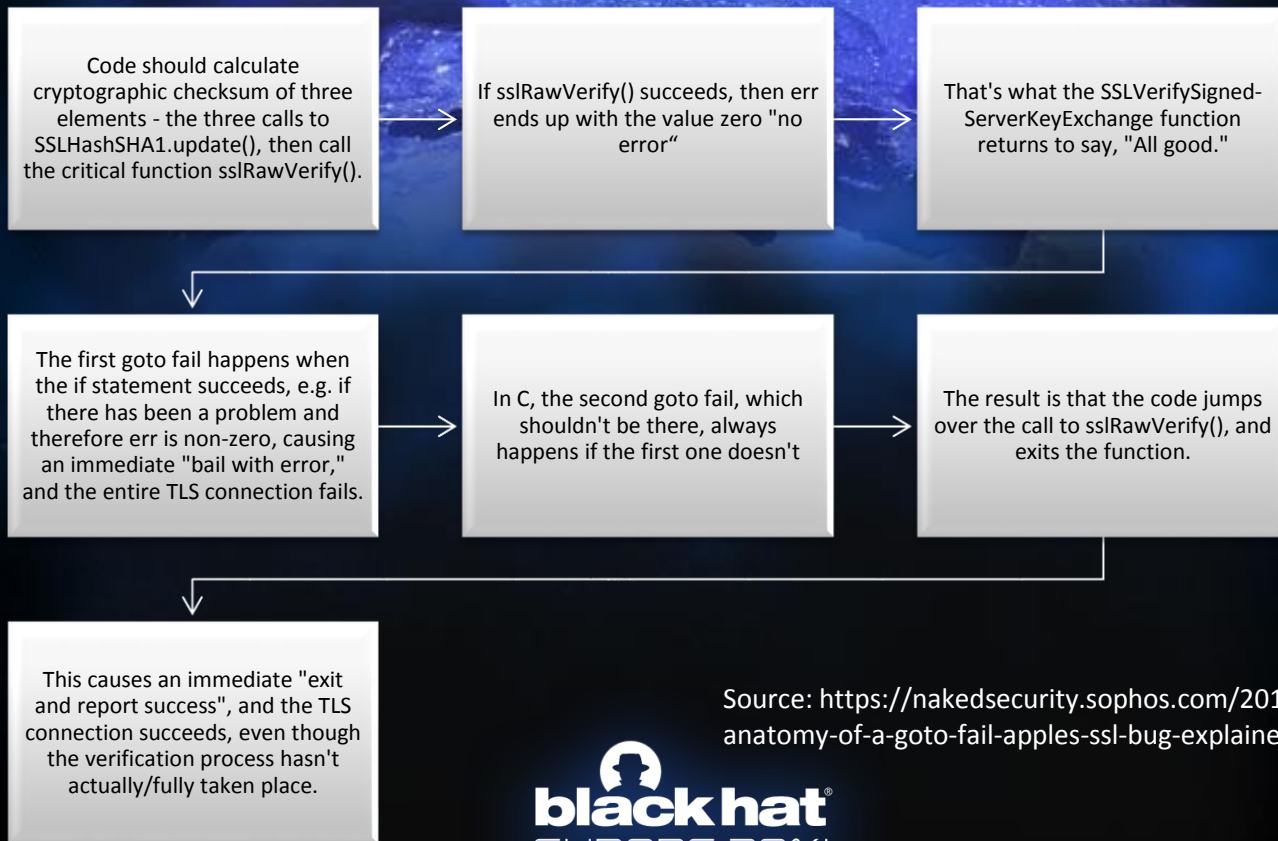 Code should calculate
cryptographic checksum of three
elements - the three calls to
SSLHashSHA1.update(), then call
the critical function sslRawVerify().
If sslRawVerify() succeeds, then err
ends up with the value zero "no
error“
That's what the SSLVerifySigned-
ServerKeyExchange function
returns to say, "All good."
The first goto fail happens when
the if statement succeeds, e.g. if
there has been a problem and
therefore err is non-zero, causing
an immediate "bail with error,"
and the entire TLS connection fails.
In C, the second goto fail, which
shouldn't be there, always
happens if the first one doesn't
The result is that the code jumps
over the call to sslRawVerify(), and
exits the function.
This causes an immediate "exit
and report success", and the TLS
connection succeeds, even though
the verification process hasn't
actually/fully taken place.
Source: https://nakedsecurity.sophos.com/201
anatomy-of-a-goto-fail-apples-ssl-bug-explaine
black hat®